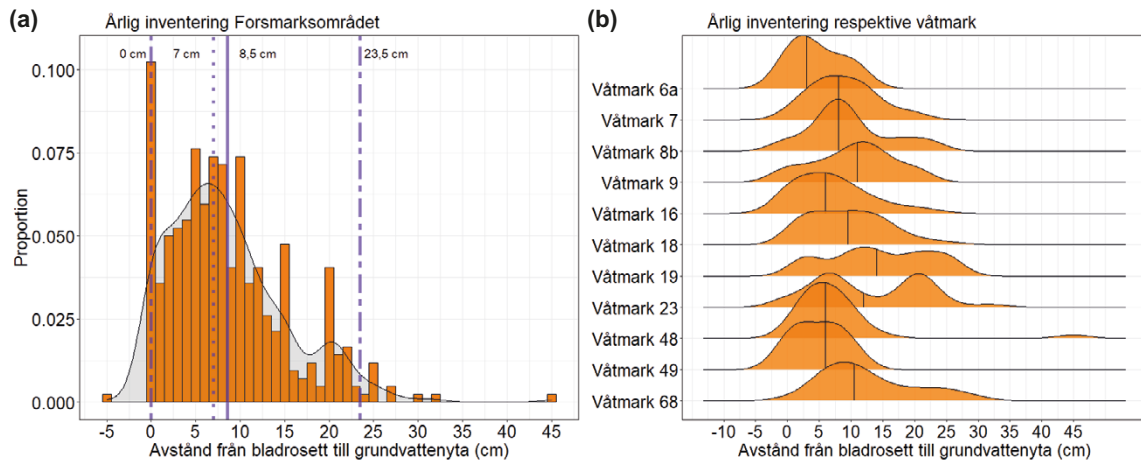 (a)
Årlig inventering Forsmarksområdet
0 cm 7 cm 8,5 cm 23,5 cm
Proportion
0.100
0.075
0.050
0.025
0.000
-5 0 5 10 15 20 25 30 35 40 45
Avstånd från bladrosett till grundvattenyta (cm)
(b)
Årlig inventering respektive våtmark
Våtmark 6a
Våtmark 7
Våtmark 8b
Våtmark 9
Våtmark 16
Våtmark 18
Våtmark 19
Våtmark 23
Våtmark 48
Våtmark 49
Våtmark 68
-10 -5 0 5 10 15 20 25 30 35 45
Avstånd från bladrosett till grundvattenyta (cm)